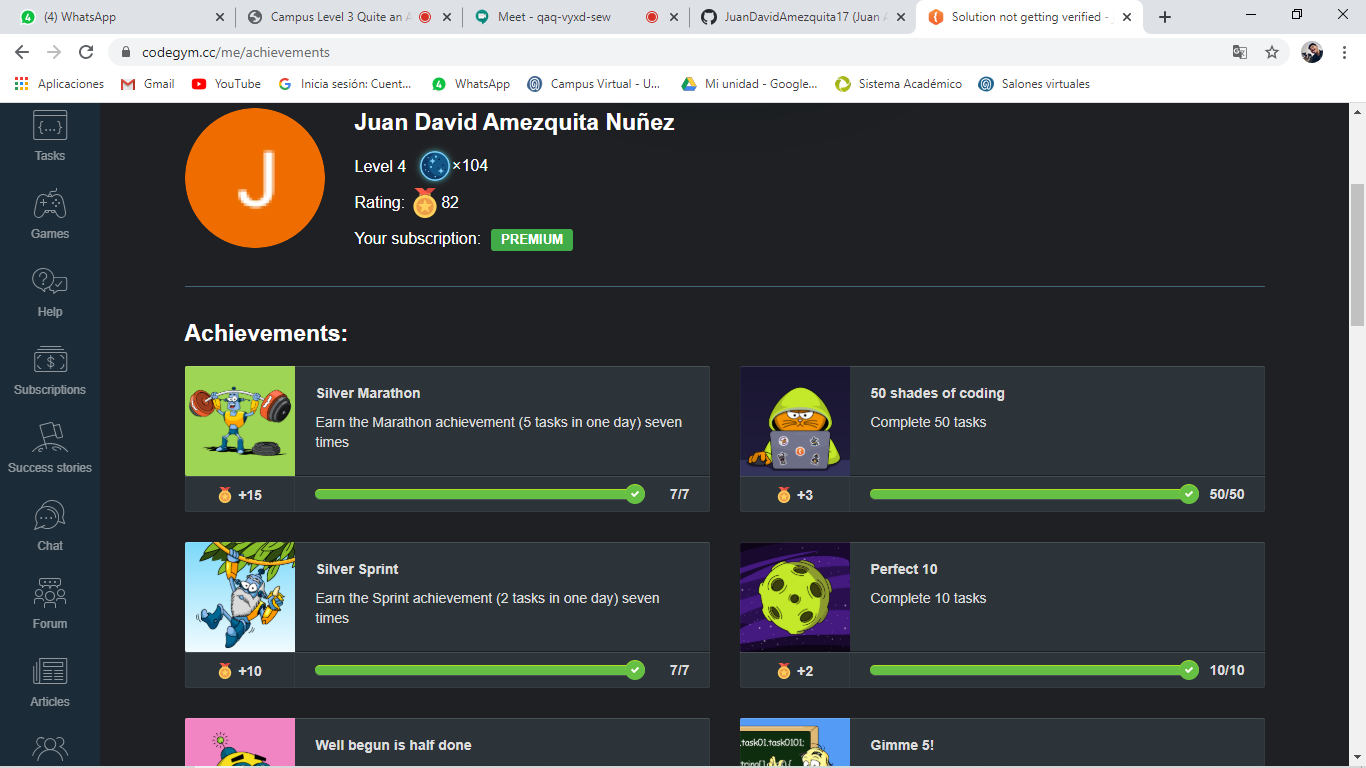 (4) WhatsApp
Campus Level 3 Quite an A
Meet - qaq-vyxd-sew
JuanDavidAmezquita17 (Juan A
Solution not getting verified -
codegym.cc/me/achievements
Aplicaciones
Gmail
YouTube
Inicia sesión: Cuent...
WhatsApp
Campus Virtual - U...
Mi unidad - Google...
Sistema Académico
Salones virtuales
{...}
Tasks
Games
Help
Subscriptions
Success stories
Chat
Forum
Articles
J
Juan David Amezquita Nuñez
Level 4 ×104
Rating: 82
Your subscription: PREMIUM
Achievements:
Silver Marathon
Earn the Marathon achievement (5 tasks in one day) seven
times
+15
7/7
50 shades of coding
Complete 50 tasks
+3
50/50
Silver Sprint
Earn the Sprint achievement (2 tasks in one day) seven
times
+10
7/7
Perfect 10
Complete 10 tasks
+2
10/10
Well begun is half done
Gimme 5!
.task01.task0101;